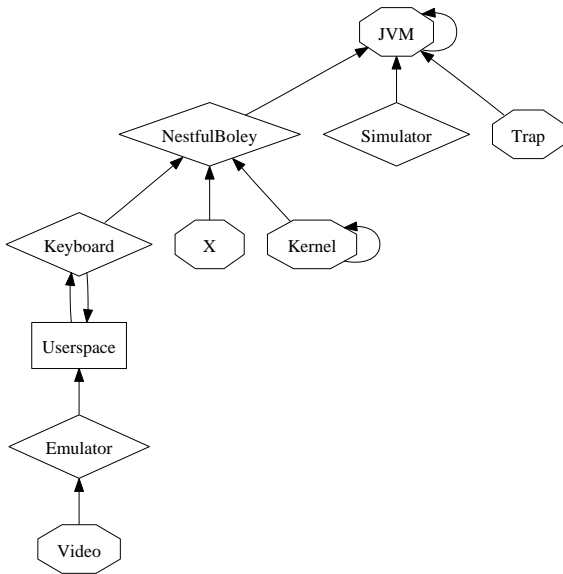 JVM
NestfulBoley
Simulator
Trap
Keyboard
X
Kernel
Userspace
Emulator
Video